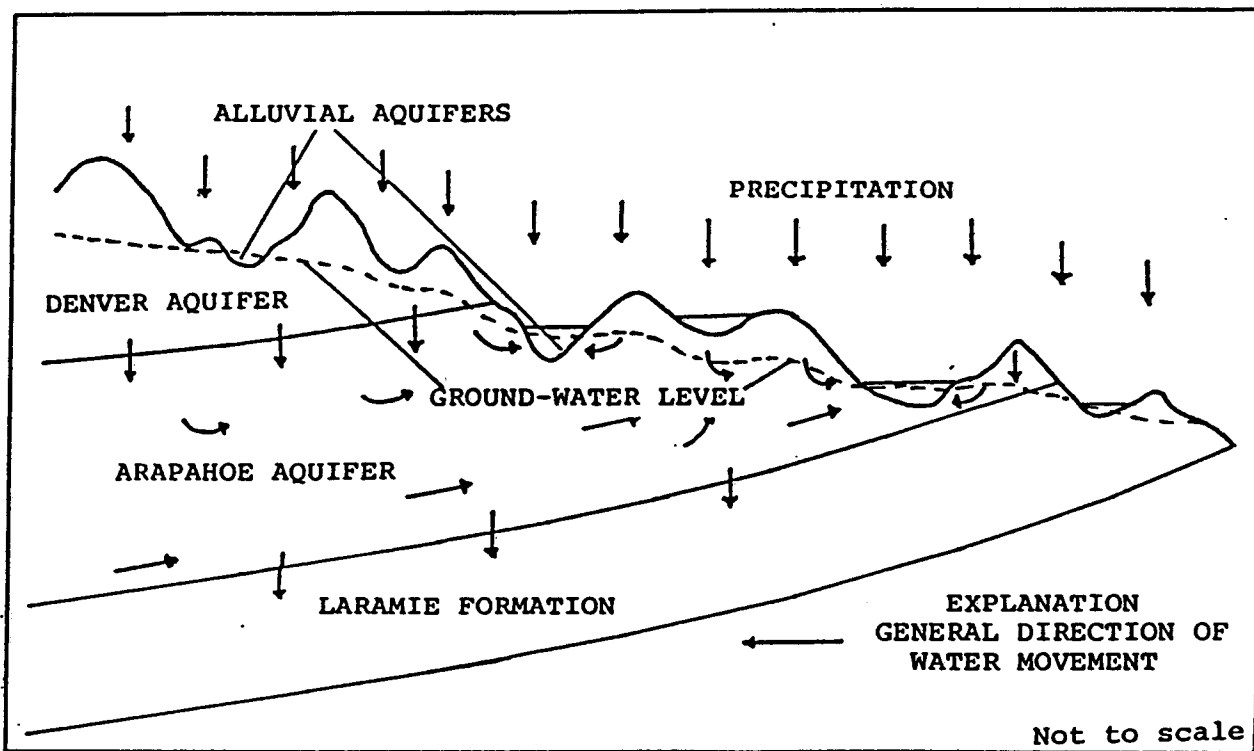 ALLUVIAL AQUIFERS
PRECIPITATION
DENVER AQUIFER
GROUND-WATER LEVEL
ARAPAHOE AQUIFER
LARAMIE FORMATION
EXPLANATION
GENERAL DIRECTION OF
WATER MOVEMENT
Not to scale